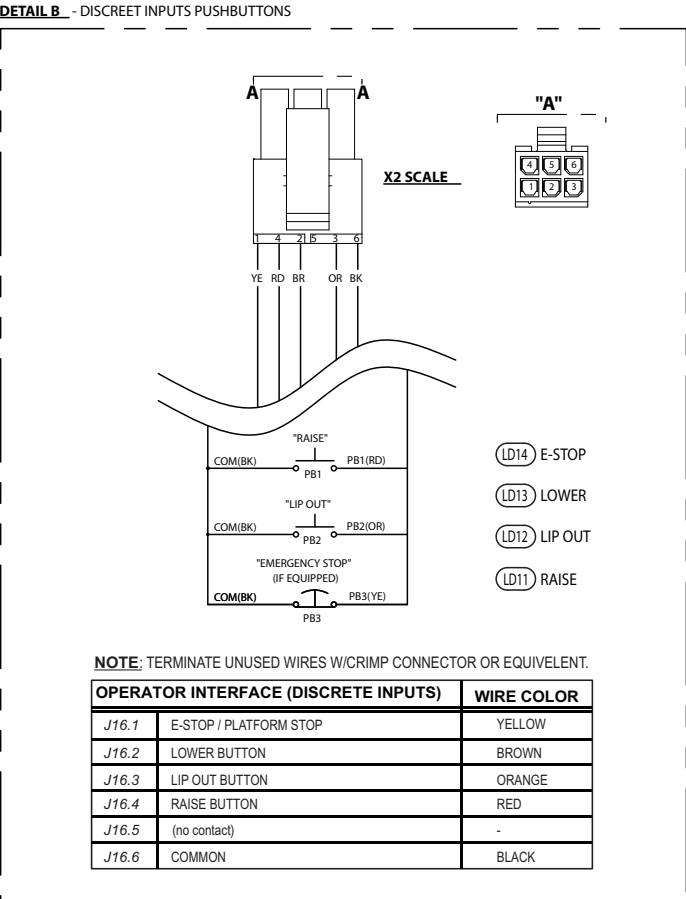 DETAIL B - DISCREET INPUTS PUSHBUTTONS
A A
"A"
X2 SCALE
4 5 6
1 2 3
1 4 2 5 3 6
YE RD BR OR BK
"RAISE"
COM(BK) PB1(RD)
PB1
"LIP OUT"
COM(BK) PB2(OR)
PB2
"EMERGENCY STOP"
(IF EQUIPPED)
COM(BK) PB3(YE)
PB3
LD14 E-STOP
LD13 LOWER
LD12 LIP OUT
LD11 RAISE
NOTE: TERMINATE UNUSED WIRES W/CRIMP CONNECTOR OR EQUIVELENT.
OPERATOR INTERFACE (DISCRETE INPUTS) WIRE COLOR
J16.1 E-STOP / PLATFORM STOP YELLOW
J16.2 LOWER BUTTON BROWN
J16.3 LIP OUT BUTTON ORANGE
J16.4 RAISE BUTTON RED
J16.5 (no contact) -
J16.6 COMMON BLACK